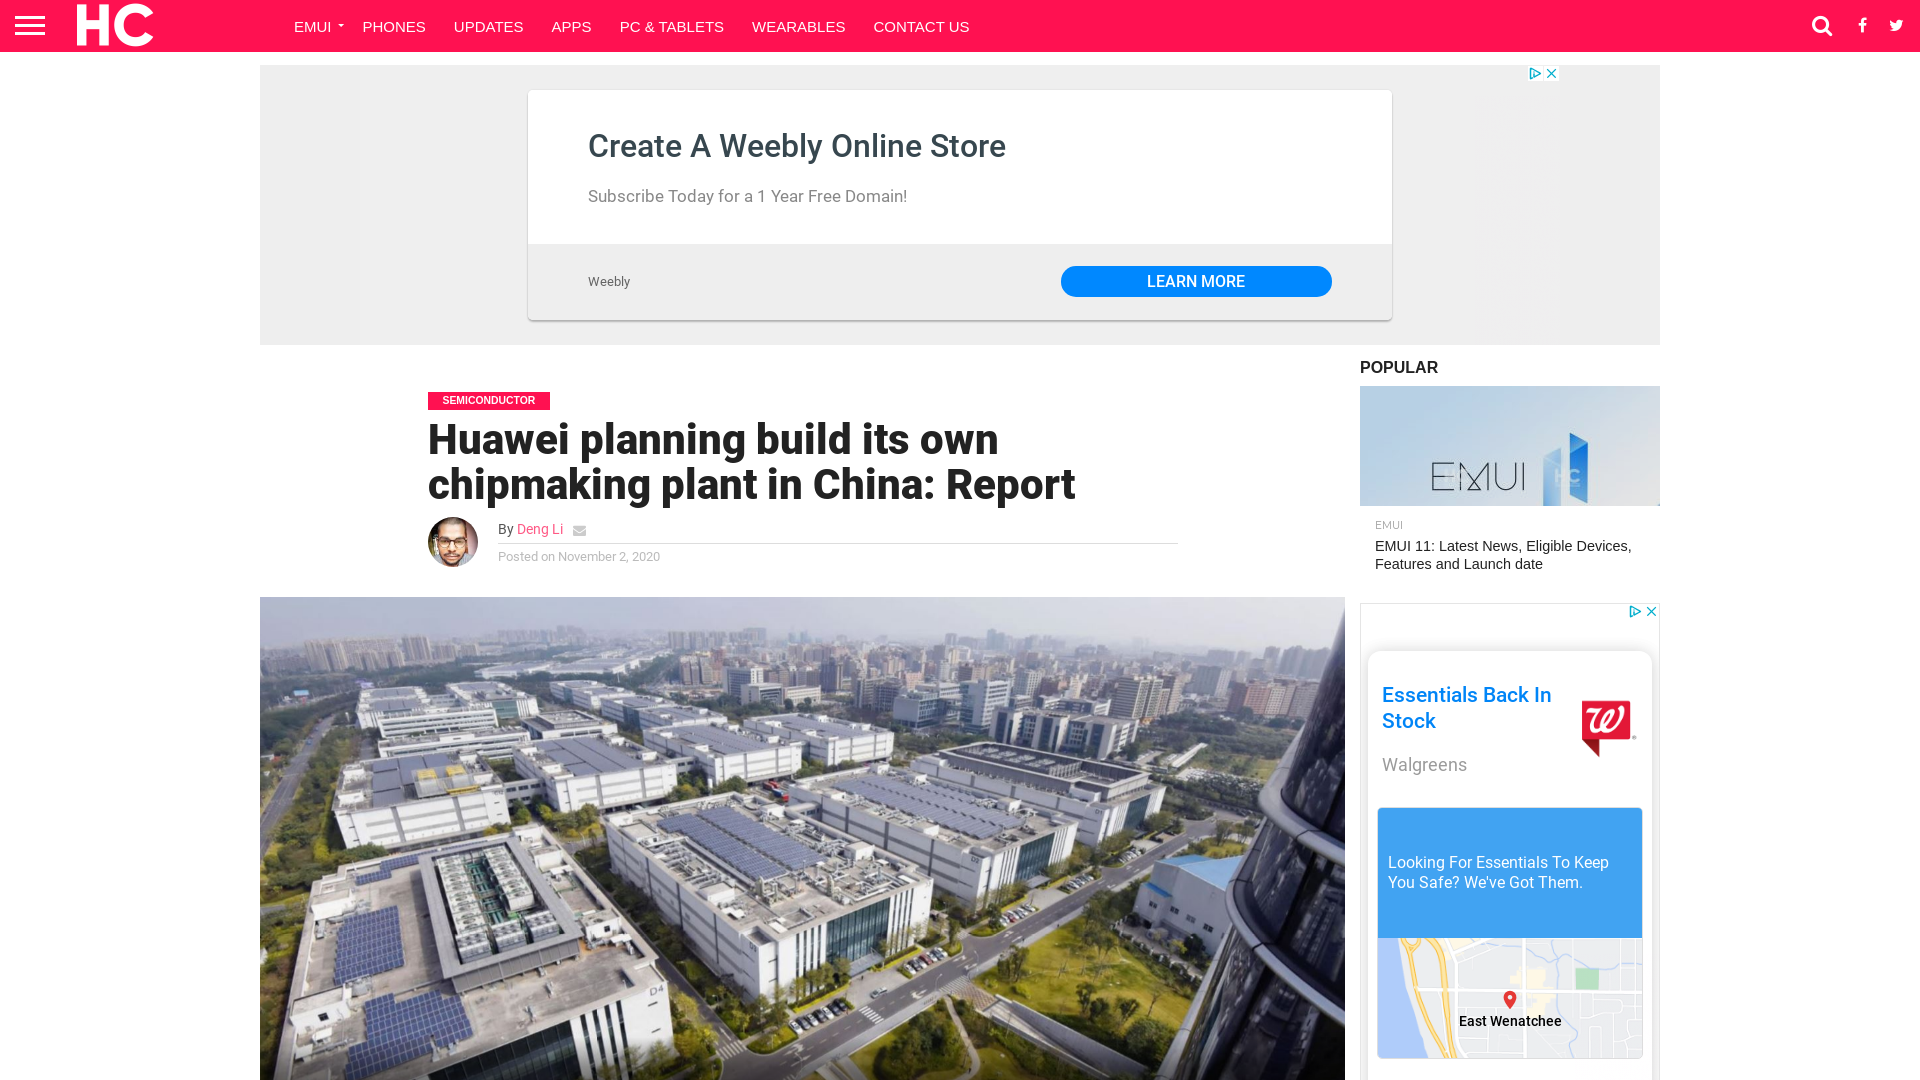 HC
EMUI
PHONES
UPDATES
APPS
PC & TABLETS
WEARABLES
CONTACT US
Create A Weebly Online Store
Subscribe Today for a 1 Year Free Domain!
Weebly
LEARN MORE
SEMICONDUCTOR
Huawei planning build its own
chipmaking plant in China: Report
By Deng Li
Posted on November 2, 2020
D2
D4
POPULAR
EMUI
HC
EMUI
EMUI 11: Latest News, Eligible Devices,
Features and Launch date
Essentials Back In
Stock
W
Walgreens
Looking For Essentials To Keep
You Safe? We've Got Them.
East Wenatchee